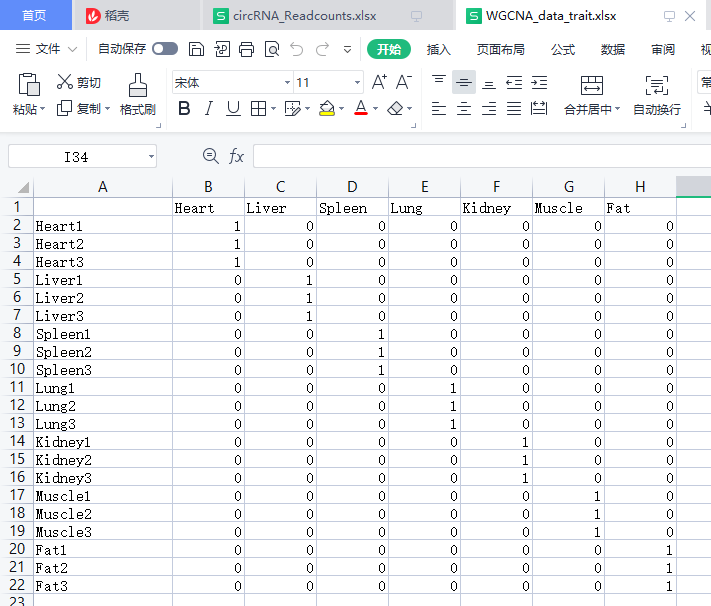 首页 稻壳 circRNA_Readcounts.xlsx WGCNA_data_trait.xlsx
文件 自动保存 开始 插入 页面布局 公式 数据 审阅
剪切 宋体 11 A+ A-
粘贴 复制 格式刷 B I U A 合并居中 自动换行
I34 fx
A B C D E F G H
1 Heart Liver Spleen Lung Kidney Muscle Fat
2 Heart1 1 0 0 0 0 0 0
3 Heart2 1 0 0 0 0 0 0
4 Heart3 1 0 0 0 0 0 0
5 Liver1 0 1 0 0 0 0 0
6 Liver2 0 1 0 0 0 0 0
7 Liver3 0 1 0 0 0 0 0
8 Spleen1 0 0 1 0 0 0 0
9 Spleen2 0 0 1 0 0 0 0
10 Spleen3 0 0 1 0 0 0 0
11 Lung1 0 0 0 1 0 0 0
12 Lung2 0 0 0 1 0 0 0
13 Lung3 0 0 0 1 0 0 0
14 Kidney1 0 0 0 0 1 0 0
15 Kidney2 0 0 0 0 1 0 0
16 Kidney3 0 0 0 0 1 0 0
17 Muscle1 0 0 0 0 0 1 0
18 Muscle2 0 0 0 0 0 1 0
19 Muscle3 0 0 0 0 0 1 0
20 Fat1 0 0 0 0 0 0 1
21 Fat2 0 0 0 0 0 0 1
22 Fat3 0 0 0 0 0 0 1
23